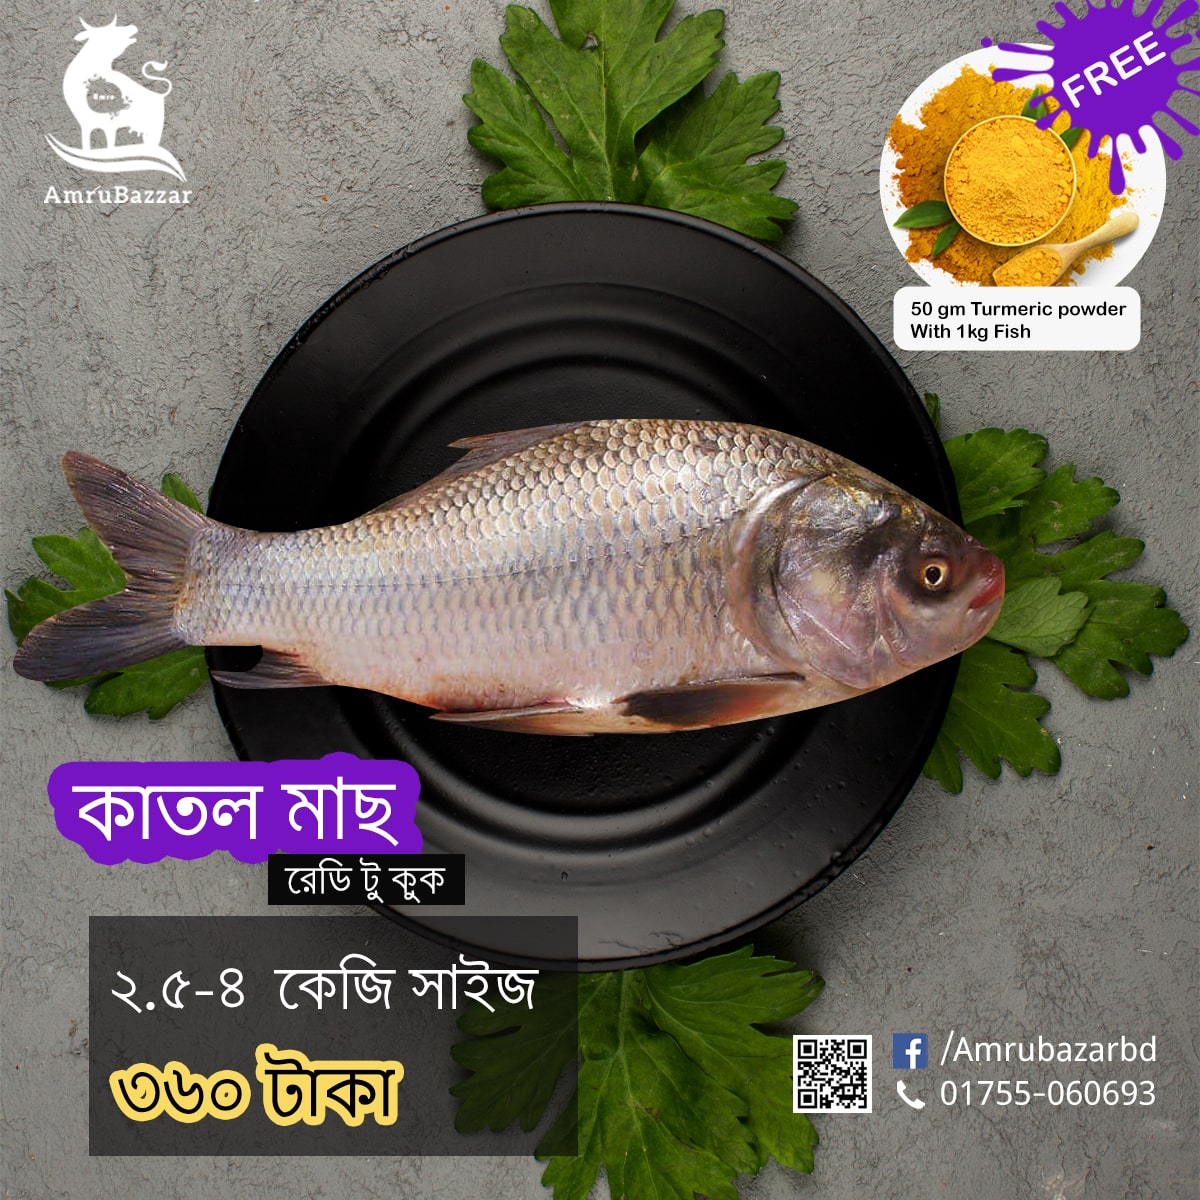 AmruBazzar
FREE
50 gm Turmeric powder
With 1kg Fish
কাতল মাছ
রেডি টু কুক
২.৫-৪ কেজি সাইজ
৩৬০ টাকা
/Amrubazarbd
01755-060693